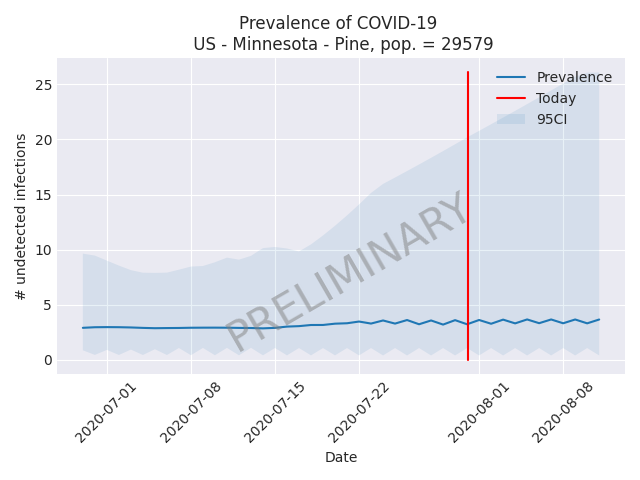 Prevalence of COVID-19
US - Minnesota - Pine, pop. = 29579
Prevalence
Today
95CI
PRELIMINARY
# undetected infections
25
20
15
10
5
0
2020-07-01
2020-07-08
2020-07-15
2020-07-22
2020-08-01
2020-08-08
Date